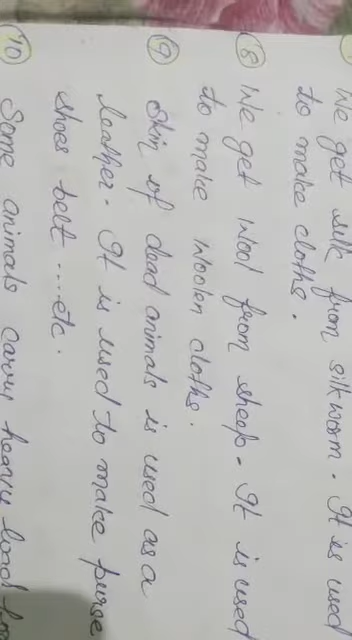 We get silk from silkworm. It is used
to make cloths.
(8) We get wool from sheep. It is used
to make woolen cloths.
(9) Skin of dead animals is used as a
leather. It is used to make purse
shoes belt ....etc.
(10) Some animals carry heavy load